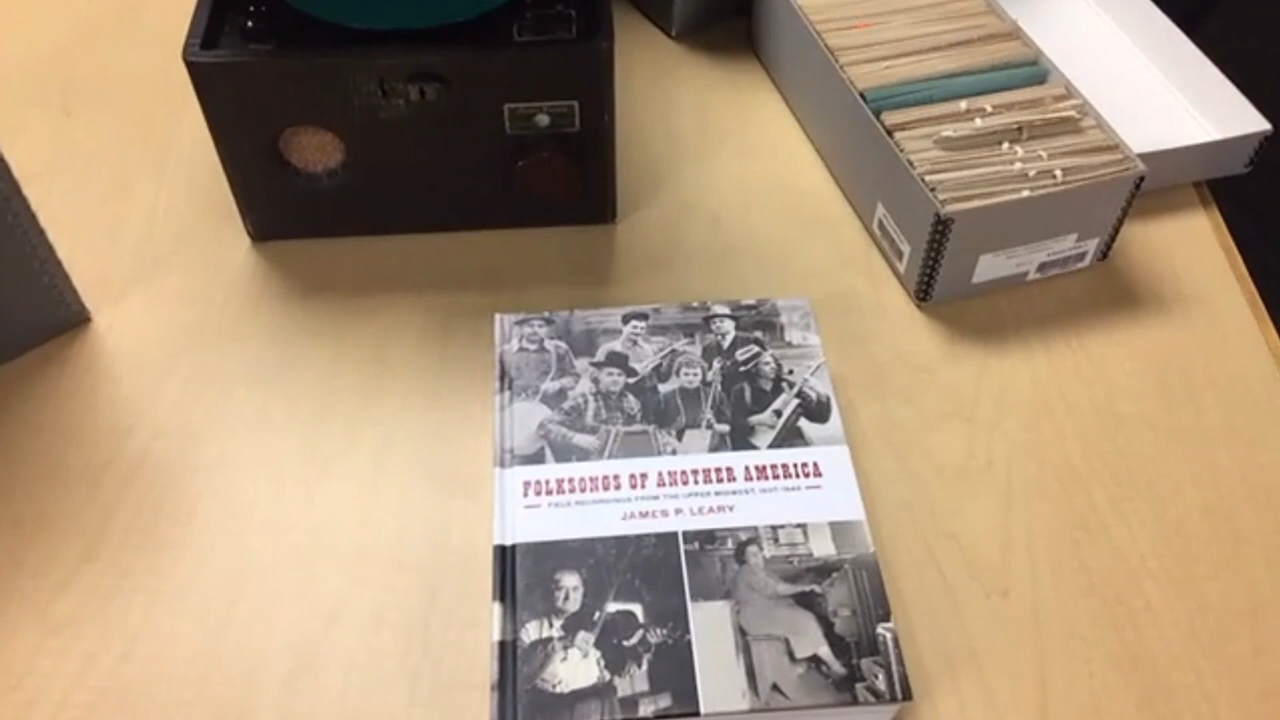 FOLKSONGS OF ANOTHER AMERICA
FIELD RECORDINGS FROM THE UPPER MIDWEST, 1937–1946
JAMES P. LEARY